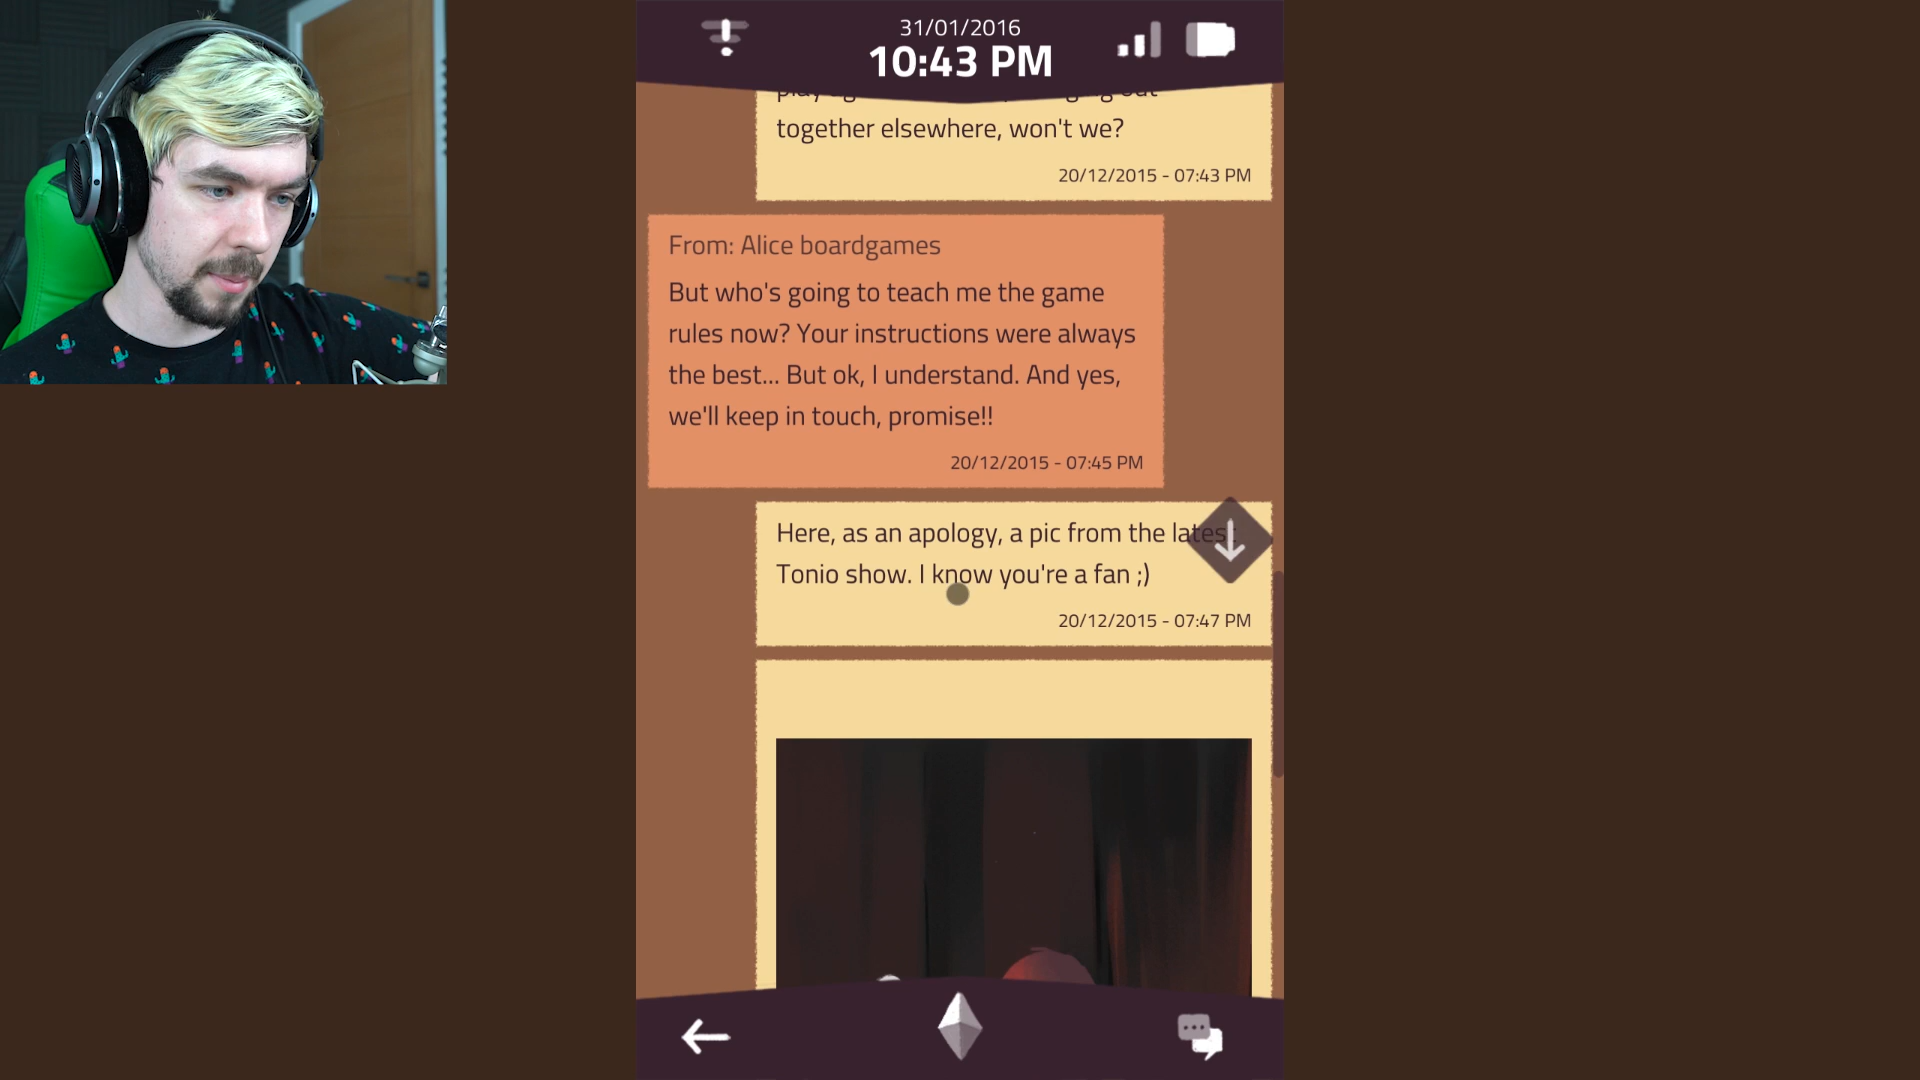 31/01/2016
10:43 PM
together elsewhere, won't we?
20/12/2015 - 07:43 PM
From: Alice boardgames
But who's going to teach me the game
rules now? Your instructions were always
the best... But ok, I understand. And yes,
we'll keep in touch, promise!!
20/12/2015 - 07:45 PM
Here, as an apology, a pic from the latest
Tonio show. I know you're a fan ;)
20/12/2015 - 07:47 PM